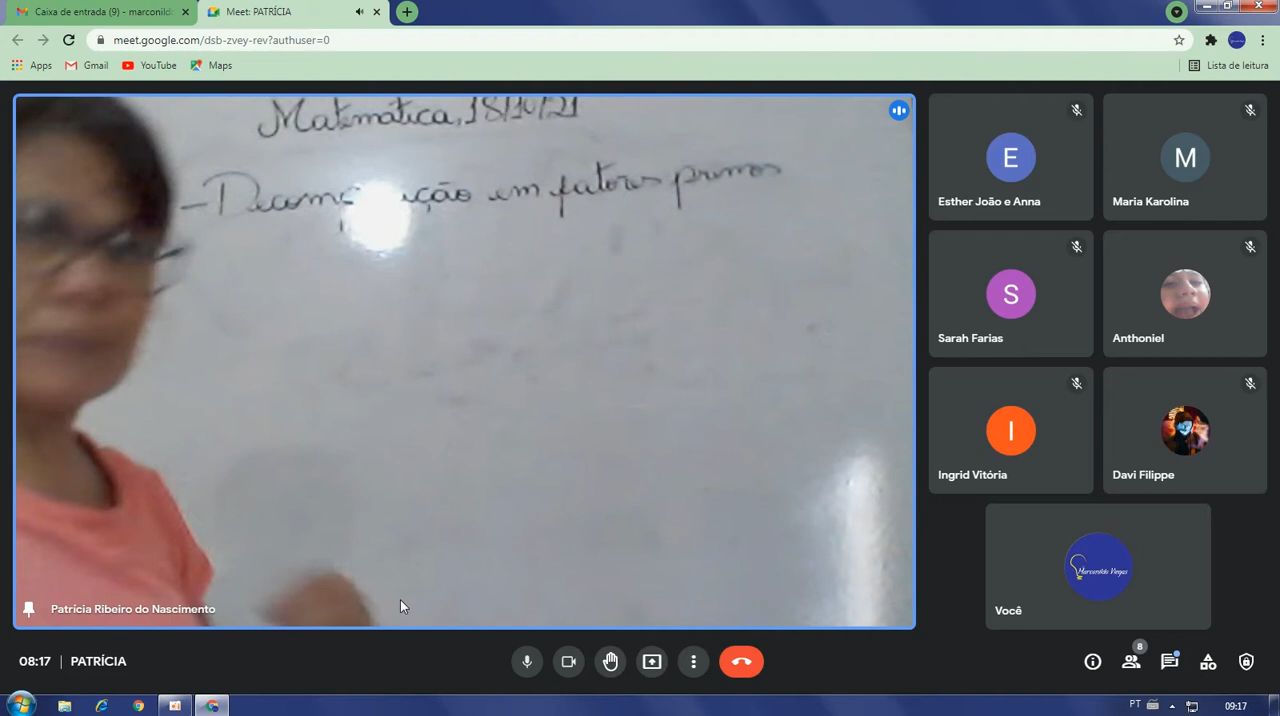 Caixa de entrada (9) - marconild
Meet: PATRÍCIA
meet.google.com/dsb-zvey-rev?authuser=0
Apps
Gmail
YouTube
Maps
Lista de leitura
Matemática, 18/10/21
- Decomposição em fatores primos
Patrícia Ribeiro do Nascimento
E
Esther João e Anna
M
Maria Karolina
S
Sarah Farias
Anthoniel
I
Ingrid Vitória
Davi Filippe
Marconildo Viegas
Você
08:17 | PATRÍCIA
8
PT
09:17